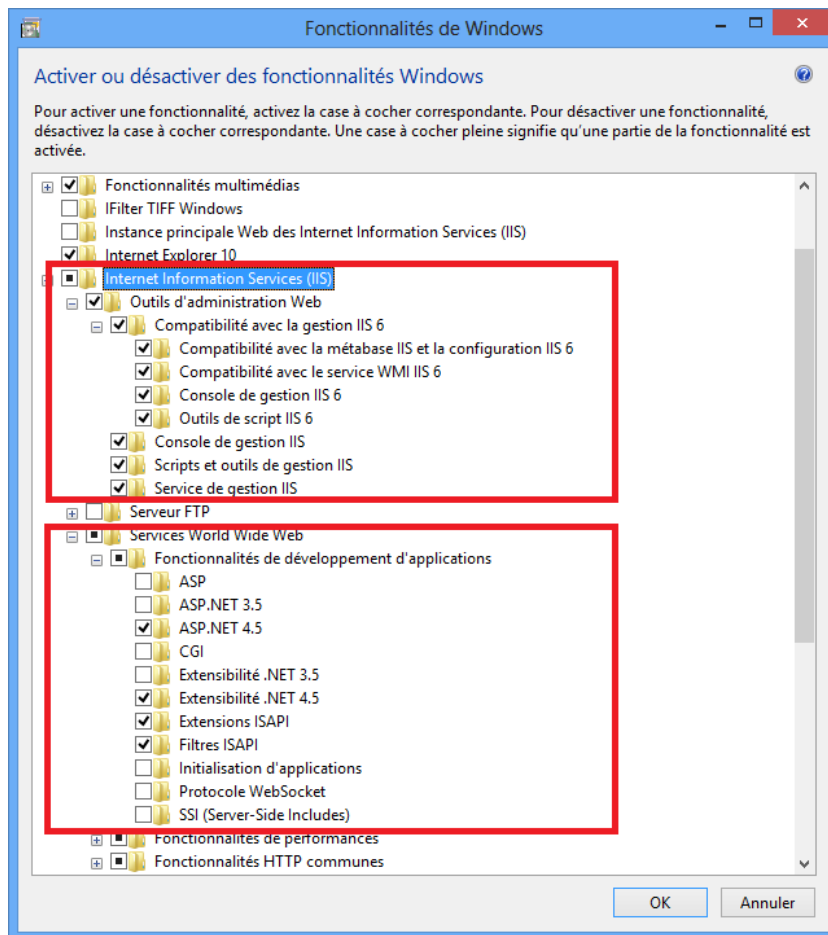 Fonctionnalités de Windows
Activer ou désactiver des fonctionnalités Windows
Pour activer une fonctionnalité, activez la case à cocher correspondante. Pour désactiver une fonctionnalité,
désactivez la case à cocher correspondante. Une case à cocher pleine signifie qu'une partie de la fonctionnalité est
activée.
Fonctionnalités multimédias
IFilter TIFF Windows
Instance principale Web des Internet Information Services (IIS)
Internet Explorer 10
Internet Information Services (IIS)
Outils d'administration Web
Compatibilité avec la gestion IIS 6
Compatibilité avec la métabase IIS et la configuration IIS 6
Compatibilité avec le service WMI IIS 6
Console de gestion IIS 6
Outils de script IIS 6
Console de gestion IIS
Scripts et outils de gestion IIS
Service de gestion IIS
Serveur FTP
Services World Wide Web
Fonctionnalités de développement d'applications
ASP
ASP.NET 3.5
ASP.NET 4.5
CGI
Extensibilité .NET 3.5
Extensibilité .NET 4.5
Extensions ISAPI
Filtres ISAPI
Initialisation d'applications
Protocole WebSocket
SSI (Server-Side Includes)
Fonctionnalités de performances
Fonctionnalités HTTP communes
OK Annuler